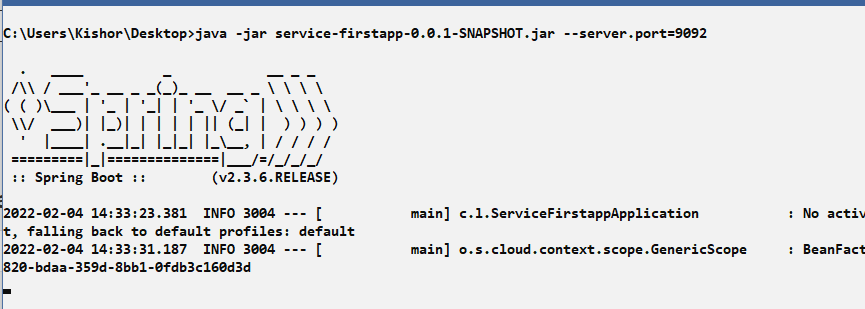 C:\Users\Kishor\Desktop>java -jar service-firstapp-0.0.1-SNAPSHOT.jar --server.port=9092
  .   ____          _            __ _ _
 /\\ / ___'_ __ _ _(_)_ __  __ _ \ \ \ \
( ( )\___ | '_ | '_| | '_ \/ _` | \ \ \ \
 \\/  ___)| |_)| | | | | || (_| |  ) ) ) )
  '  |____| .__|_| |_|_| |_\__, | / / / /
 =========|_|==============|___/=/_/_/_/
 :: Spring Boot ::        (v2.3.6.RELEASE)
2022-02-04 14:33:23.381  INFO 3004 --- [           main] c.l.ServiceFirstappApplication           : No activ
t, falling back to default profiles: default
2022-02-04 14:33:31.187  INFO 3004 --- [           main] o.s.cloud.context.scope.GenericScope     : BeanFact
820-bdaa-359d-8bb1-0fdb3c160d3d